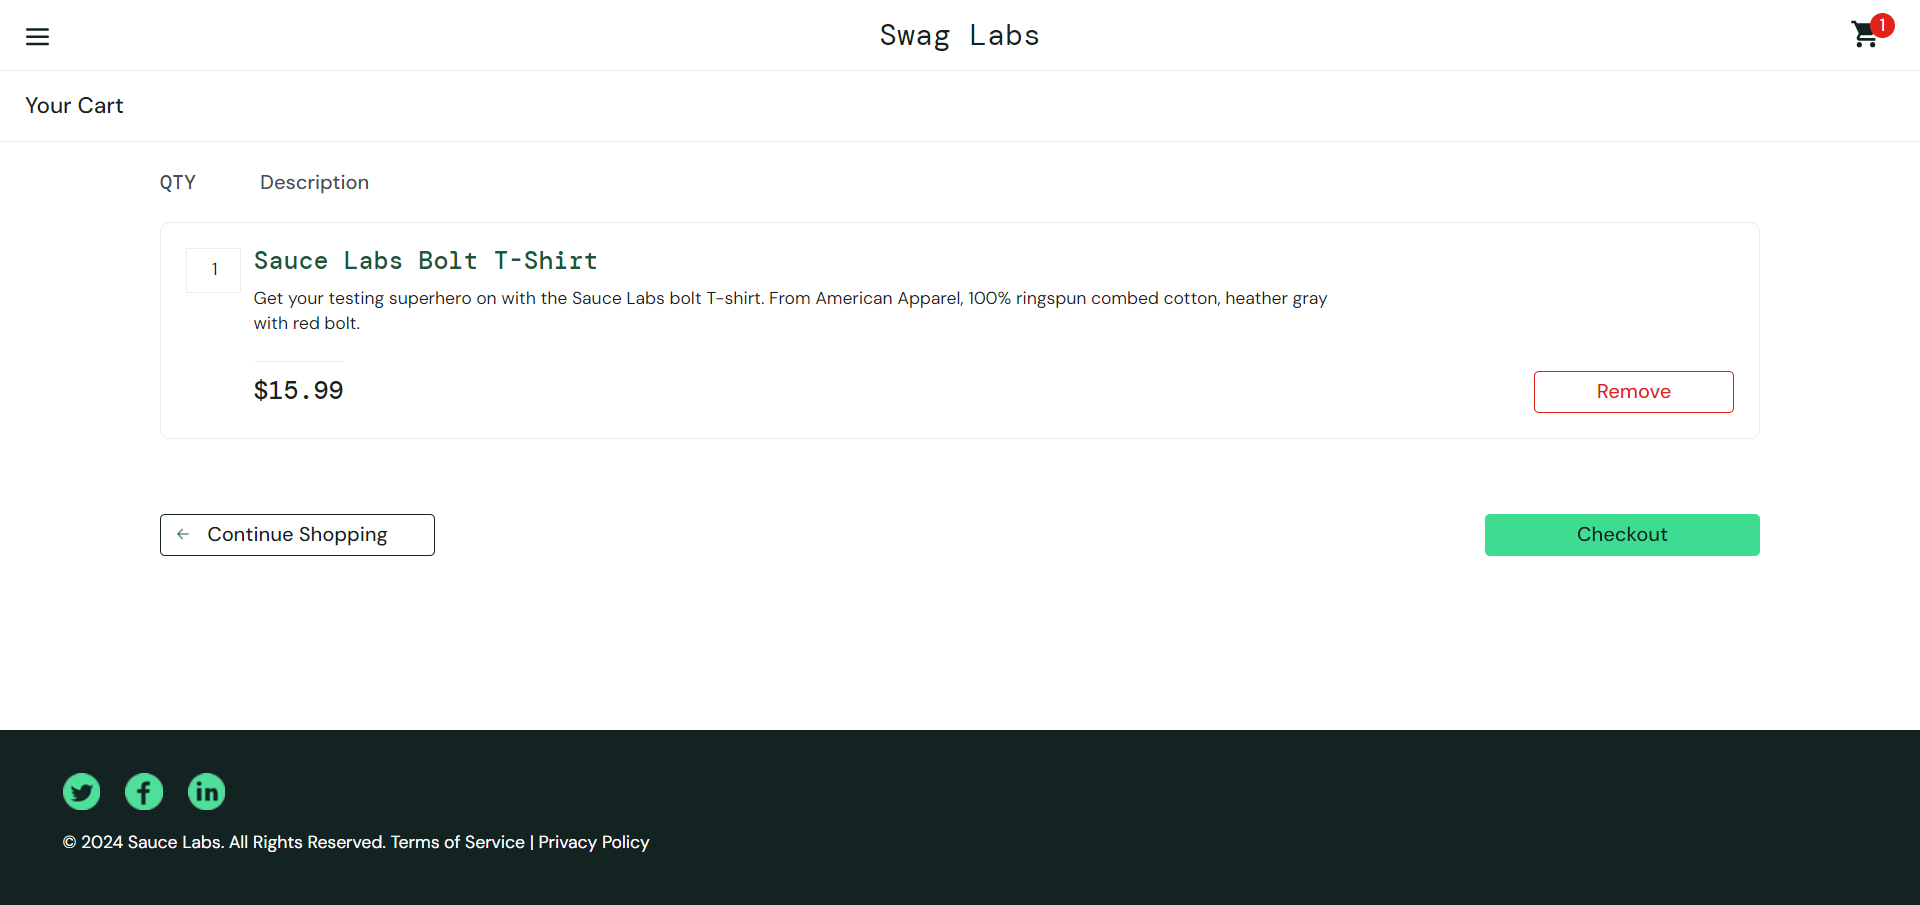 Swag Labs
1
Your Cart
QTY Description
1
Sauce Labs Bolt T-Shirt
Get your testing superhero on with the Sauce Labs bolt T-shirt. From American Apparel, 100% ringspun combed cotton, heather gray
with red bolt.
$15.99
Remove
Continue Shopping
Checkout
© 2024 Sauce Labs. All Rights Reserved. Terms of Service | Privacy Policy